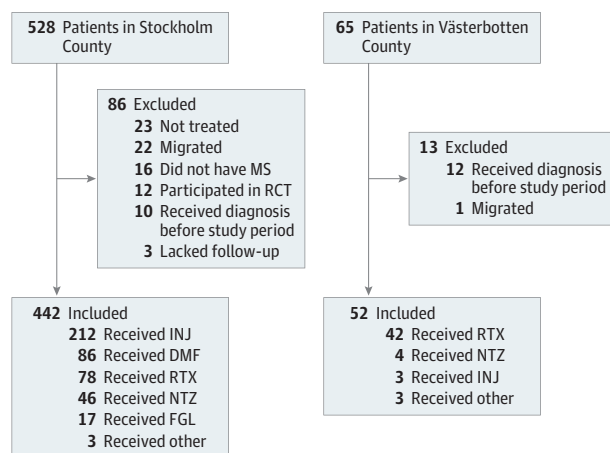 528 Patients in Stockholm
County
86 Excluded
23 Not treated
22 Migrated
16 Did not have MS
12 Participated in RCT
10 Received diagnosis
before study period
3 Lacked follow-up
442 Included
212 Received INJ
86 Received DMF
78 Received RTX
46 Received NTZ
17 Received FGL
3 Received other
65 Patients in Västerbotten
County
13 Excluded
12 Received diagnosis
before study period
1 Migrated
52 Included
42 Received RTX
4 Received NTZ
3 Received INJ
3 Received other